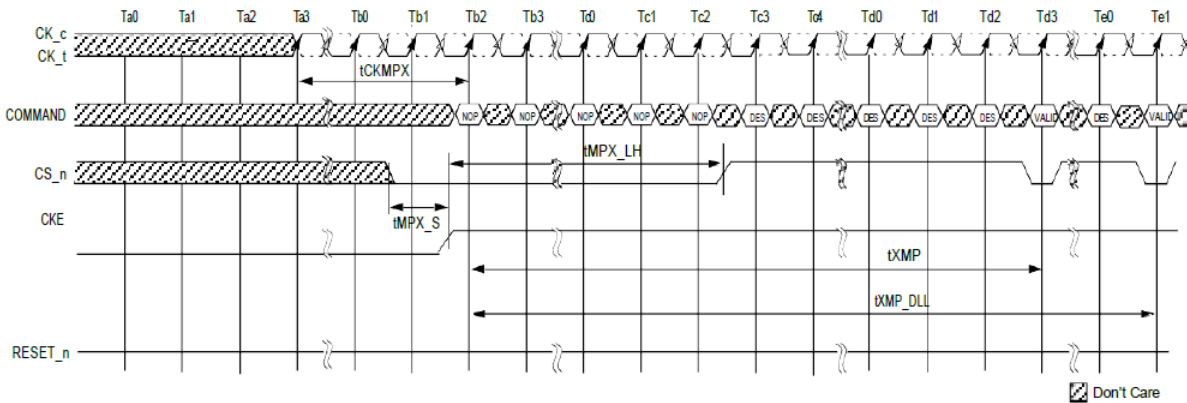 Ta0 Ta1 Ta2 Ta3 Tb0 Tb1 Tb2 Tb3 Td0 Tc1 Tc2 Tc3 Td4 Td0 Td1 Td2 Td3 Te0 Te1
CK_c
CK_t
tCKMPX
COMMAND NOP NOP NOP NOP NOP DES DES DES DES DES VALID DES VALID
tMPX_LH
CS_n
tMPX_S
CKE
tXMP
tXMP_DLL
RESET_n
Don't Care